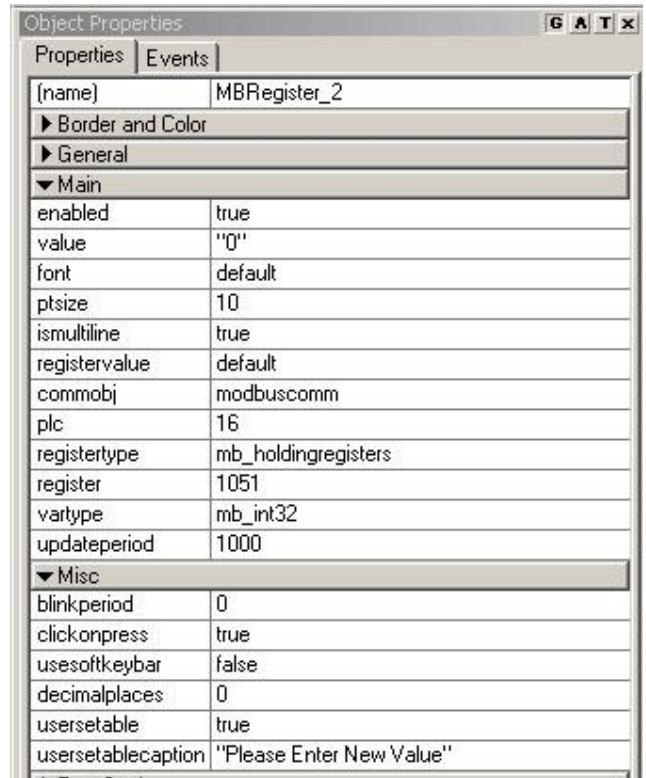 Object Properties G A T X
Properties Events
(name) MBRegister_2
Border and Color
General
Main
enabled true
value "0"
font default
ptsize 10
ismultiline true
registervalue default
commobj modbuscomm
plc 16
registertype mb_holdingregisters
register 1051
vartype mb_int32
updateperiod 1000
Misc
blinkperiod 0
clickonpress true
usesoftkeybar false
decimalplaces 0
usersetable true
usersetablecaption "Please Enter New Value"